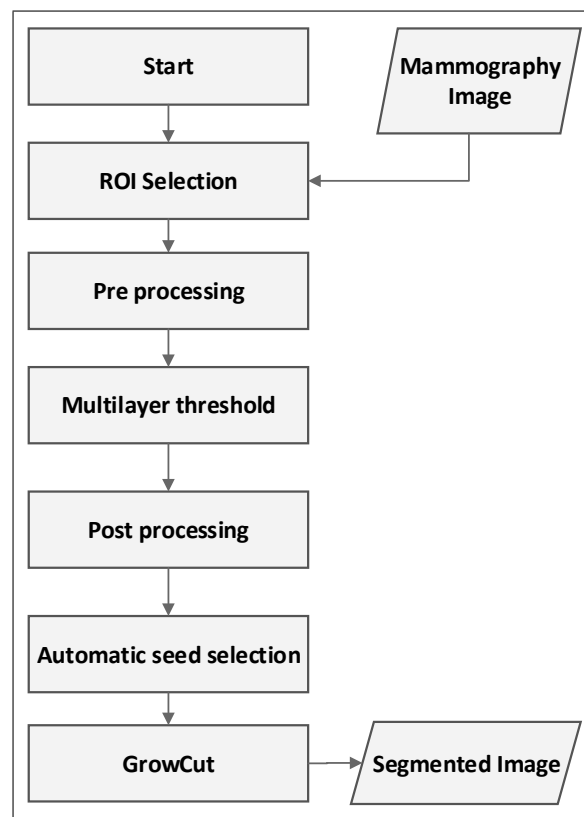 Start
Mammography
Image
ROI Selection
Pre processing
Multilayer threshold
Post processing
Automatic seed selection
GrowCut
Segmented Image